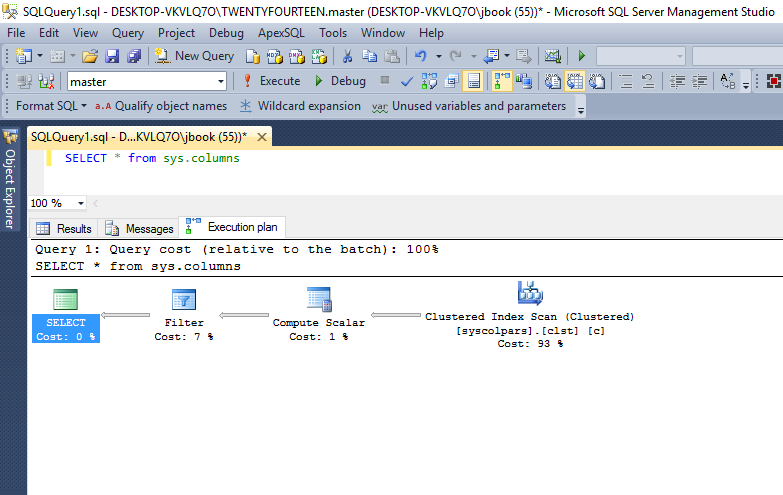 SQLQuery1.sql - DESKTOP-VKVLQ7O\TWENTYFOURTEEN.master (DESKTOP-VKVLQ7O\jbook (55))* - Microsoft SQL Server Management Studio
File Edit View Query Project Debug ApexSQL Tools Window Help
New Query MDX DMX XMLA
master Execute Debug
Format SQL a.A Qualify object names Wildcard expansion var Unused variables and parameters
Object Explorer
SQLQuery1.sql - D...KVLQ7O\jbook (55))*
SELECT * from sys.columns
100 %
Results Messages Execution plan
Query 1: Query cost (relative to the batch): 100%
SELECT * from sys.columns
SELECT
Cost: 0 %
Filter
Cost: 7 %
Compute Scalar
Cost: 1 %
Clustered Index Scan (Clustered)
[syscolpars].[clst] [c]
Cost: 93 %